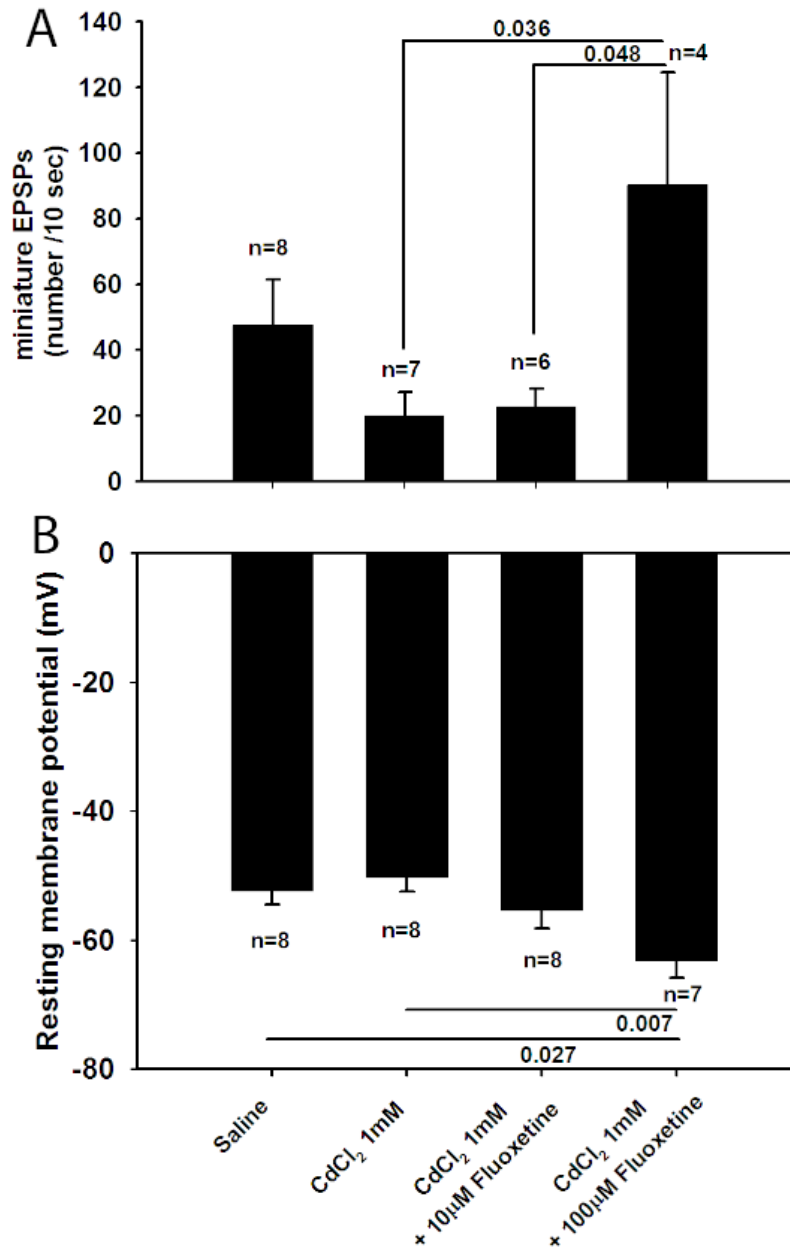 A
140
120
100
80
60
40
20
0
miniature EPSPs
(number /10 sec)
0.036
0.048
n=4
n=8
n=7
n=6
B
0
-20
-40
-60
-80
Resting membrane potential (mV)
n=8
n=8
n=8
n=7
0.007
0.027
Saline
CdCl₂ 1mM
CdCl₂ 1mM
+ 10µM Fluoxetine
CdCl₂ 1mM
+ 100µM Fluoxetine